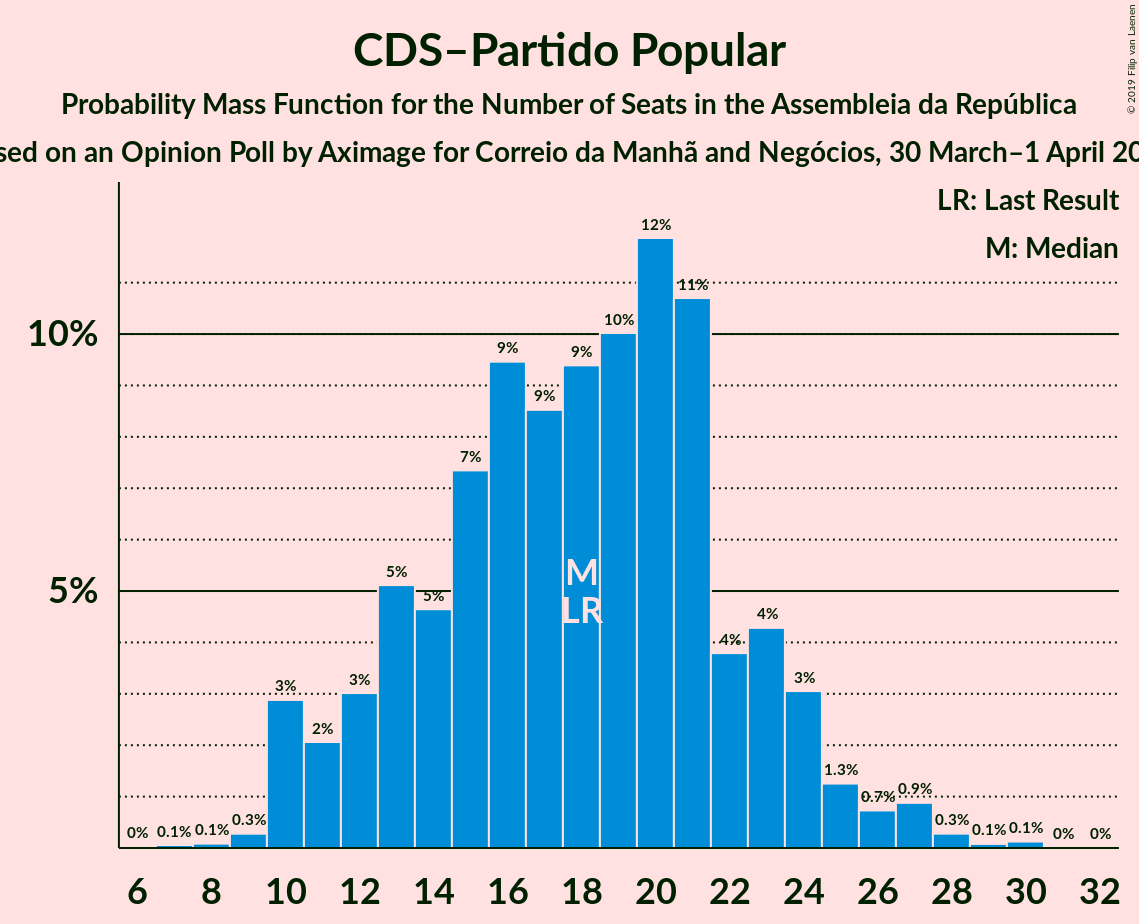 CDS–Partido Popular
Probability Mass Function for the Number of Seats in the Assembleia da República
sed on an Opinion Poll by Aximage for Correio da Manhã and Negócios, 30 March–1 April 20
© 2019 Filip van Laenen
LR: Last Result
M: Median
12%
11%
10%
10%
9%
9%
9%
7%
5%
5%
5%
M
LR
4%
4%
3%
3%
3%
2%
1.3%
0.7%
0.9%
0% 0.1% 0.1% 0.3%
0.3% 0.1% 0.1% 0% 0%
6 8 10 12 14 16 18 20 22 24 26 28 30 32